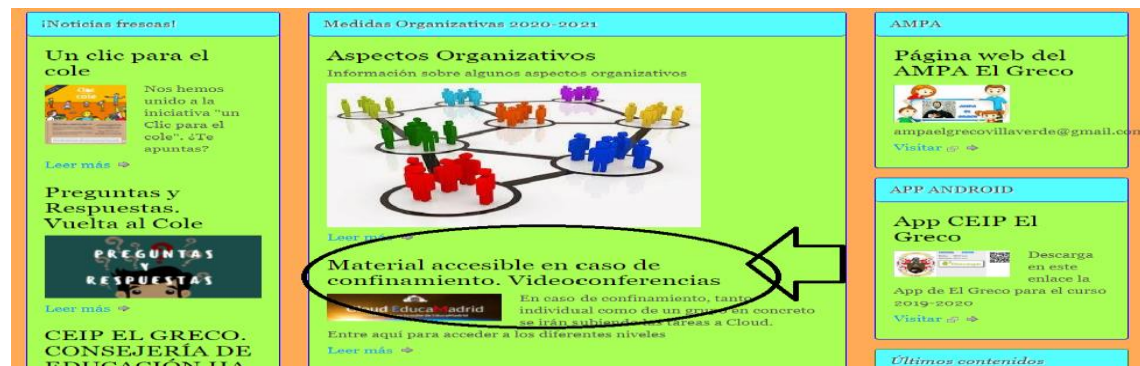 ¡Noticias frescas!
Un clic para el
cole
Nos hemos
unido a la
iniciativa "un
Clic para el
cole". ¿Te
apuntas?
Leer más
Preguntas y
Respuestas.
Vuelta al Cole
PREGUNTAS
Y
RESPUESTAS
Leer más
CEIP EL GRECO.
CONSEJERÍA DE
EDUCACIÓN HA
Medidas Organizativas 2020-2021
Aspectos Organizativos
Información sobre algunos aspectos organizativos
Leer más
Material accesible en caso de
confinamiento. Videoconferencias
Cloud EducaMadrid
En caso de confinamiento, tanto
individual como de un grupo en concreto
se irán subiendo las tareas a Cloud.
Entre aquí para acceder a los diferentes niveles
Leer más
AMPA
Página web del
AMPA El Greco
ampaelgrecovillaverde@gmail.com
Visitar
APP ANDROID
App CEIP El
Greco
Descarga
en este
enlace la
App de El Greco para el curso
2019-2020
Visitar
Últimos contenidos